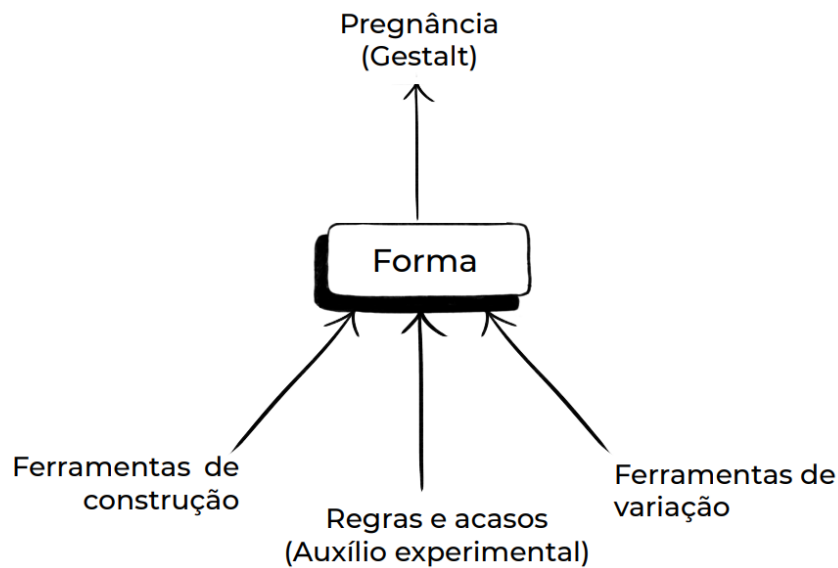 Pregnância
(Gestalt)
Forma
Ferramentas de
construção
Regras e acasos
(Auxílio experimental)
Ferramentas de
variação